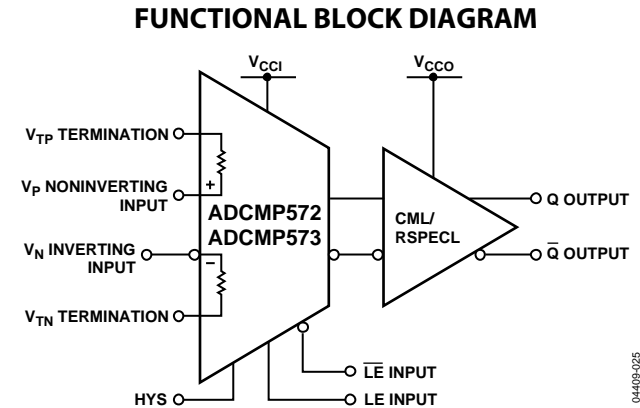 FUNCTIONAL BLOCK DIAGRAM
VCCI
VCCO
VTP TERMINATION
VP NONINVERTING
INPUT
VN INVERTING
INPUT
VTN TERMINATION
+
–
ADCMP572
ADCMP573
CML/
RSPECL
Q OUTPUT
Q̅ OUTPUT
L̅E̅ INPUT
LE INPUT
HYS
04409-025